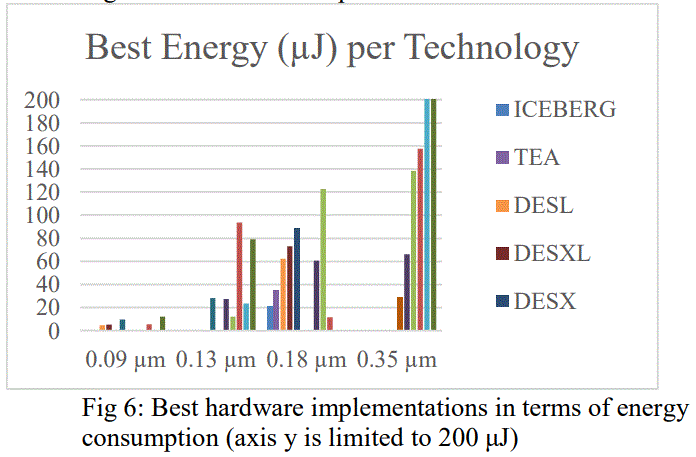 Best Energy (µJ) per Technology
200
180
160
140
120
100
80
60
40
20
0
0.09 µm 0.13 µm 0.18 µm 0.35 µm
ICEBERG
TEA
DESL
DESXL
DESX
Fig 6: Best hardware implementations in terms of energy
consumption (axis y is limited to 200 µJ)